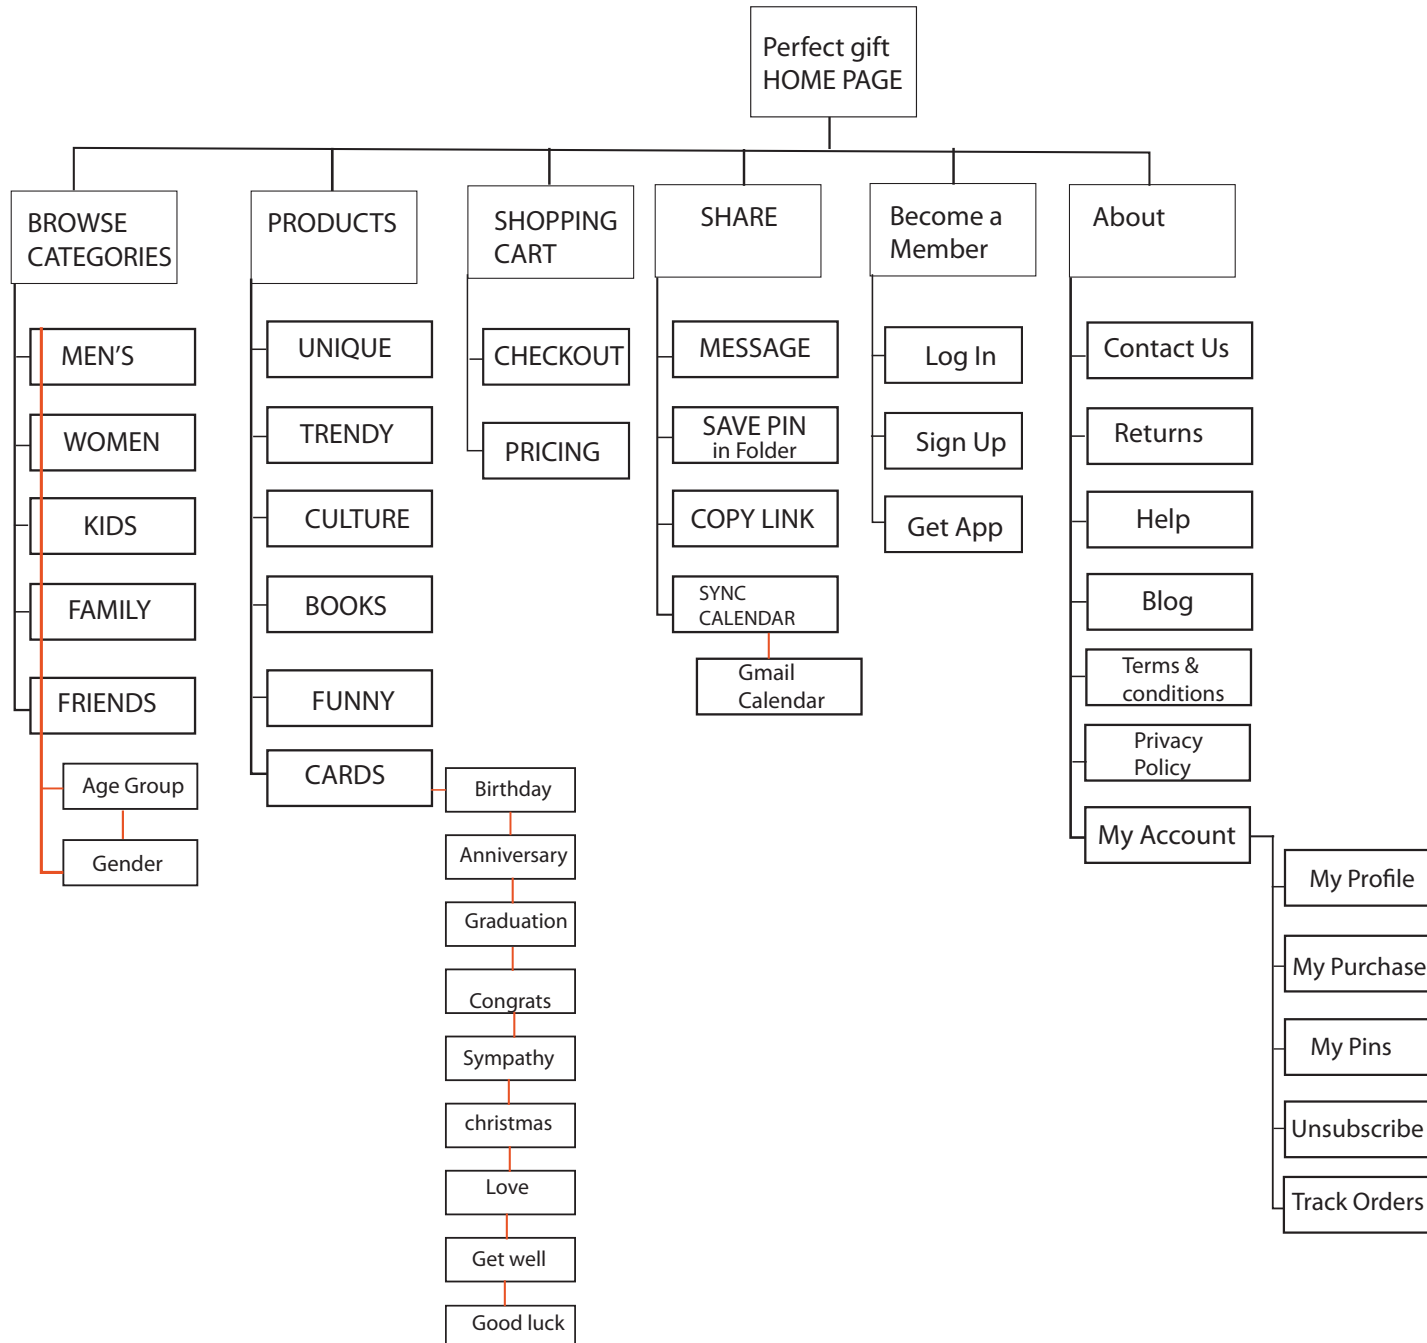 Perfect gift
HOME PAGE
BROWSE
CATEGORIES
MEN'S
WOMEN
KIDS
FAMILY
FRIENDS
Age Group
Gender
PRODUCTS
UNIQUE
TRENDY
CULTURE
BOOKS
FUNNY
CARDS
Birthday
Anniversary
Graduation
Congrats
Sympathy
christmas
Love
Get well
Good luck
SHOPPING
CART
CHECKOUT
PRICING
SHARE
MESSAGE
SAVE PIN
in Folder
COPY LINK
SYNC
CALENDAR
Gmail
Calendar
Become a
Member
Log In
Sign Up
Get App
About
Contact Us
Returns
Help
Blog
Terms &
conditions
Privacy
Policy
My Account
My Profile
My Purchase
My Pins
Unsubscribe
Track Orders